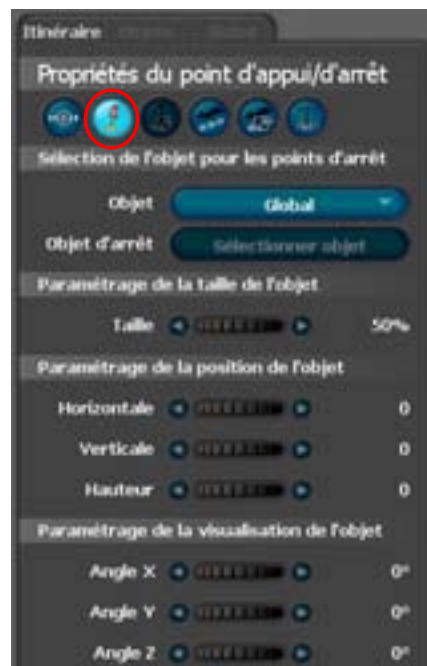 Itinéraire
Propriétés du point d'appui/d'arrêt
Sélection de l'objet pour les points d'arrêt
Objet Global
Objet d'arrêt Sélectionner objet
Paramétrage de la taille de l'objet
Taille 50%
Paramétrage de la position de l'objet
Horizontale 0
Verticale 0
Hauteur 0
Paramétrage de la visualisation de l'objet
Angle X 0°
Angle Y 0°
Angle Z 0°